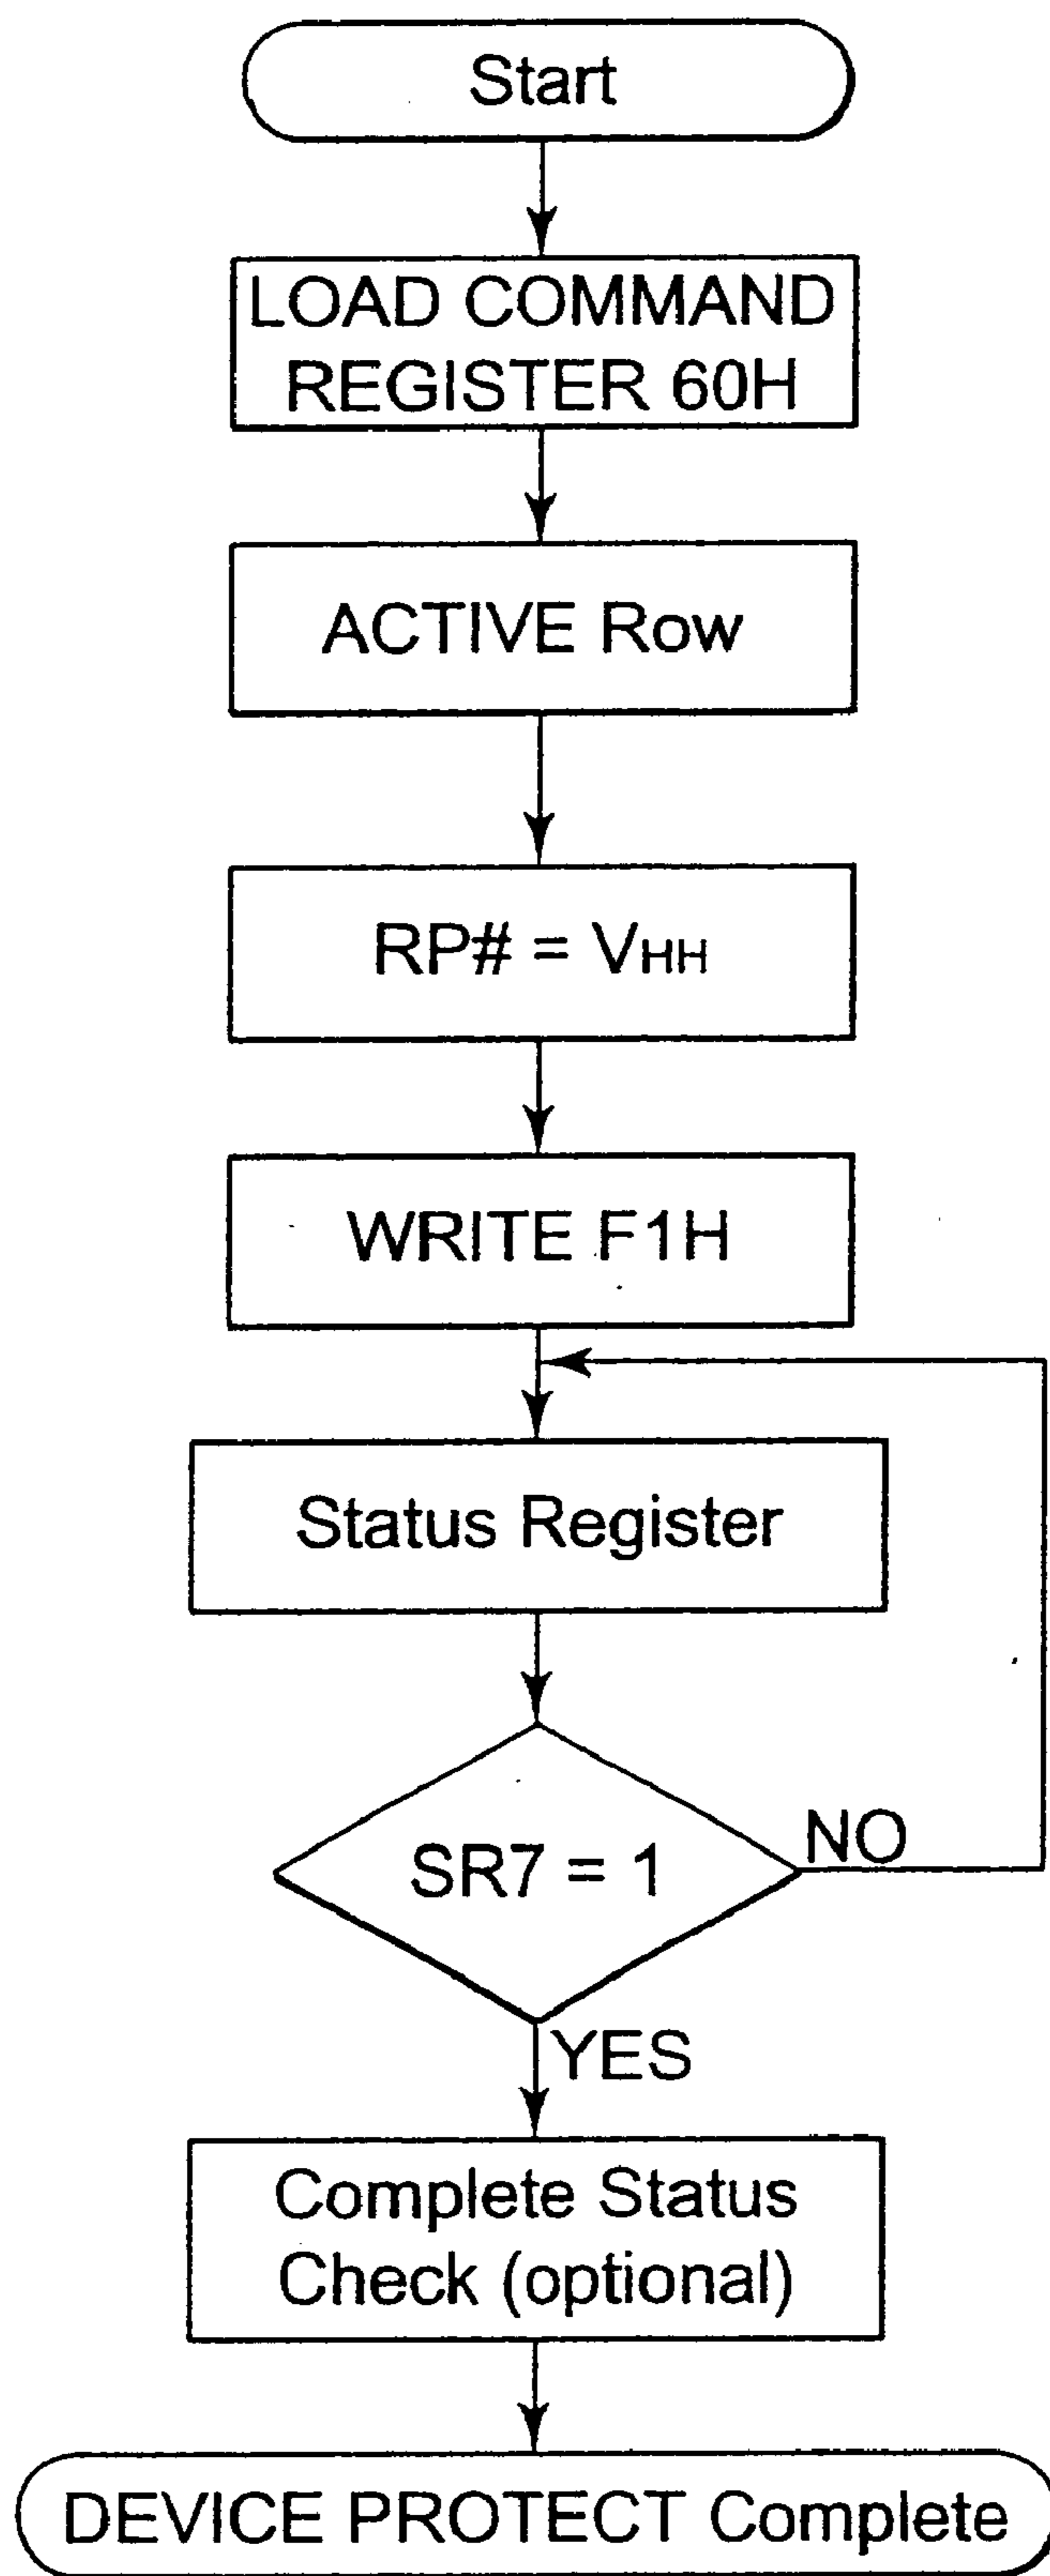 Start
LOAD COMMAND
REGISTER 60H
ACTIVE Row
RP# = VHH
WRITE F1H
Status Register
SR7 = 1
NO
YES
Complete Status
Check (optional)
DEVICE PROTECT Complete